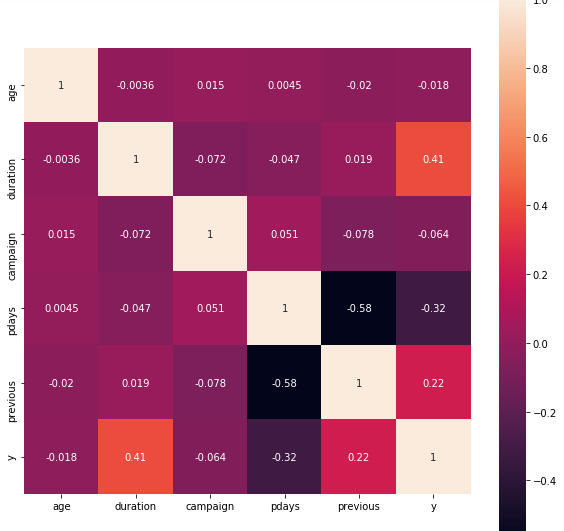 1.0
age 1 -0.0036 0.015 0.0045 -0.02 -0.018
0.8
duration -0.0036 1 -0.072 -0.047 0.019 0.41
0.6
campaign 0.015 -0.072 1 0.051 -0.078 -0.064
0.4
0.2
pdays 0.0045 -0.047 0.051 1 -0.58 -0.32
0.0
previous -0.02 0.019 -0.078 -0.58 1 0.22
-0.2
y -0.018 0.41 -0.064 -0.32 0.22 1
-0.4
age duration campaign pdays previous y